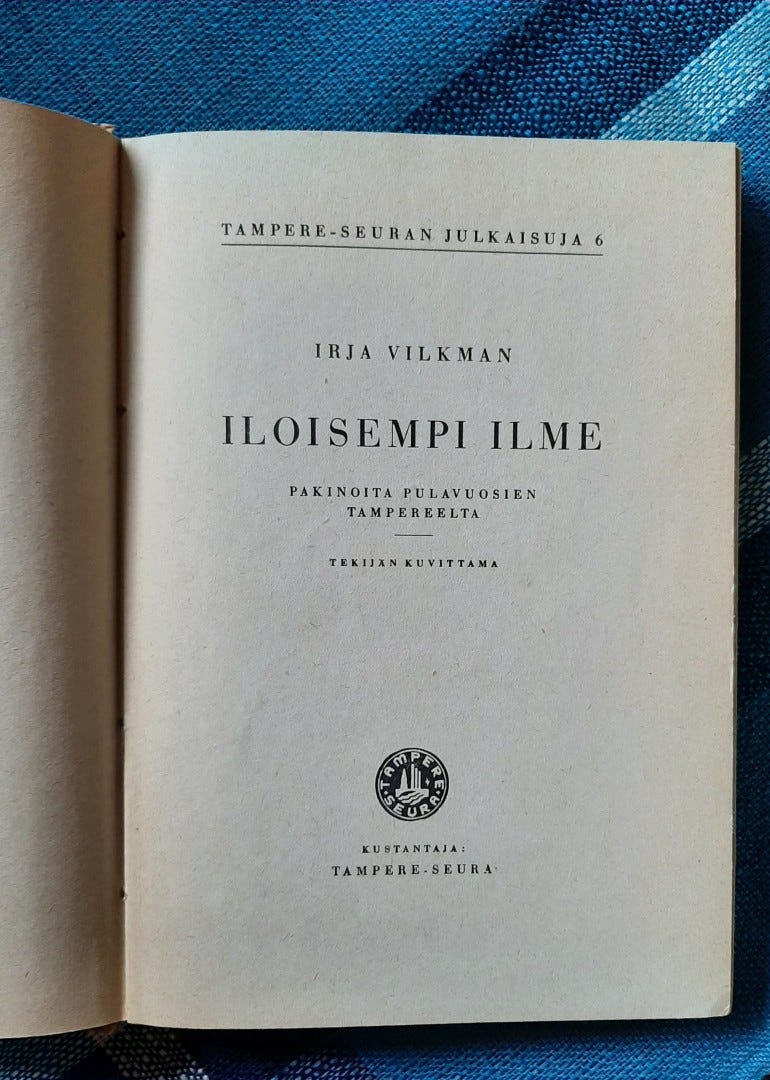 TAMPERE-SEURAN JULKAISUJA 6
IRJA VILKMAN
ILOISEMPI ILME
PAKINOITA PULAVUOSIEN
TAMPEREELTA
TEKIJÄN KUVITTAMA
TAMPERE
SEURA
KUSTANTAJA:
TAMPERE-SEURA